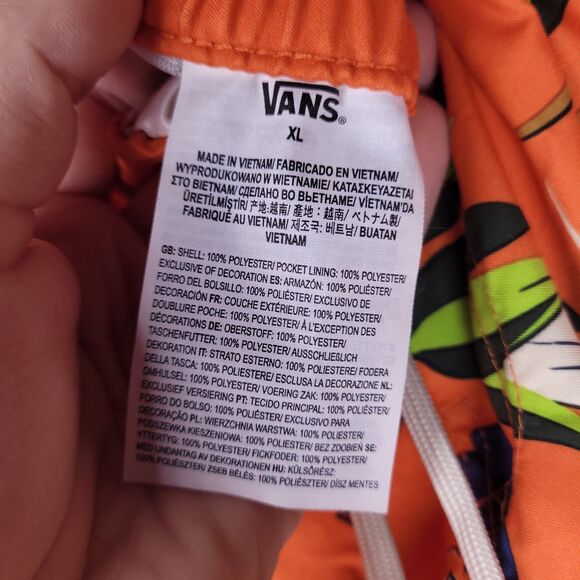 VANS®
XL
MADE IN VIETNAM/ FABRICADO EN VIETNAM/
WYPRODUKOWANO W WIETNAMIE/ ΚΑΤΑΣΚΕΥΑΖΕΤΑΙ
ΣΤΟ ΒΙΕΤΝΑΜ/ СДЕЛАНО ВО ВЬЕТНАМЕ/ VİETNAM'DA
ÜRETİLMİŞTİR/ 产地:越南/ 產地:越南/ ベトナム製/
FABRIQUÉ AU VIETNAM/ 제조국: 베트남/ BUATAN
VIETNAM
GB: SHELL: 100% POLYESTER/ POCKET LINING: 100% POLYESTER/
EXCLUSIVE OF DECORATION ES: ARMAZÓN: 100% POLIÉSTER/
FORRO DEL BOLSILLO: 100% POLIÉSTER/ EXCLUSIVO DE
DECORACIÓN FR: COUCHE EXTÉRIEURE: 100% POLYESTER/
DOUBLURE POCHE: 100% POLYESTER/ À L'EXCEPTION DES
DÉCORATIONS DE: OBERSTOFF: 100% POLYESTER/
TASCHENFUTTER: 100% POLYESTER/ AUSSCHLIEßLICH
DEKORATION IT: STRATO ESTERNO: 100% POLIESTERE/ FODERA
DELLA TASCA: 100% POLIESTERE/ ESCLUSA LA DECORAZIONE NL:
OMHULSEL: 100% POLYESTER/ VOERING ZAK: 100% POLYESTER/
EXCLUSIEF VERSIERING PT: TECIDO PRINCIPAL: 100% POLIÉSTER/
FORRO DO BOLSO: 100% POLIÉSTER/ EXCLUSIVO PARA
DECORAÇÃO PL: WIERZCHNIA WARSTWA: 100% POLIESTER/
PODSZEWKA KIESZENIOWA: 100% POLIESTER/ BEZ ZDOBIEŃ SE:
YTTERTYG: 100% POLYESTER/ FICKFODER: 100% POLYESTER/
MED UNDANTAG AV DEKORATIONEN HU: KÜLSŐRÉSZ:
100% POLIÉSZTER/ ZSEB BÉLÉS: 100% POLIÉSZTER/ DÍSZ MENTES